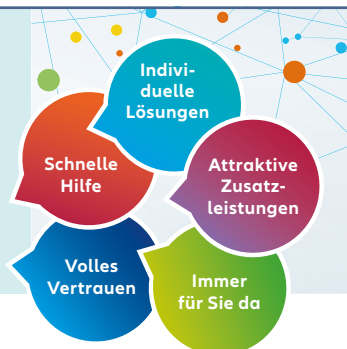 Indivi-
duelle
Lösungen
Schnelle
Hilfe
Attraktive
Zusatz-
leistungen
Volles
Vertrauen
Immer
für Sie da